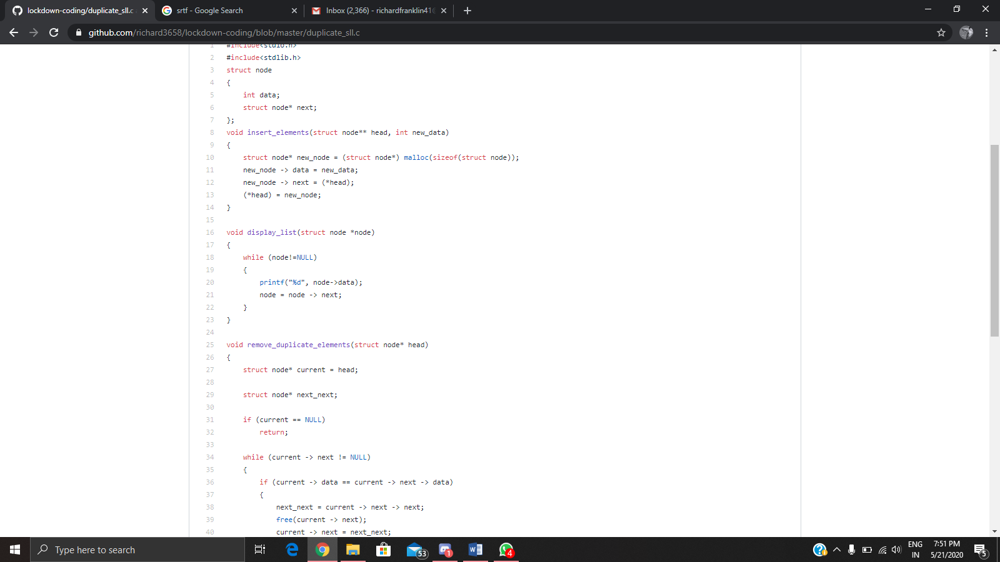 lockdown-coding/duplicate_sll.c
srtf - Google Search
Inbox (2,366) - richardfranklin41
github.com/richard3658/lockdown-coding/blob/master/duplicate_sll.c
1 #include<stdio.h>
2 #include<stdlib.h>
3 struct node
4 {
5 int data;
6 struct node* next;
7 };
8 void insert_elements(struct node** head, int new_data)
9 {
10 struct node* new_node = (struct node*) malloc(sizeof(struct node));
11 new_node -> data = new_data;
12 new_node -> next = (*head);
13 (*head) = new_node;
14 }
15
16 void display_list(struct node *node)
17 {
18 while (node!=NULL)
19 {
20 printf("%d", node->data);
21 node = node -> next;
22 }
23 }
24
25 void remove_duplicate_elements(struct node* head)
26 {
27 struct node* current = head;
28
29 struct node* next_next;
30
31 if (current == NULL)
32 return;
33
34 while (current -> next != NULL)
35 {
36 if (current -> data == current -> next -> data)
37 {
38 next_next = current -> next -> next;
39 free(current -> next);
40 current -> next = next_next;
Type here to search
53
1
W
4
ENG
IN
7:51 PM
5/21/2020
5